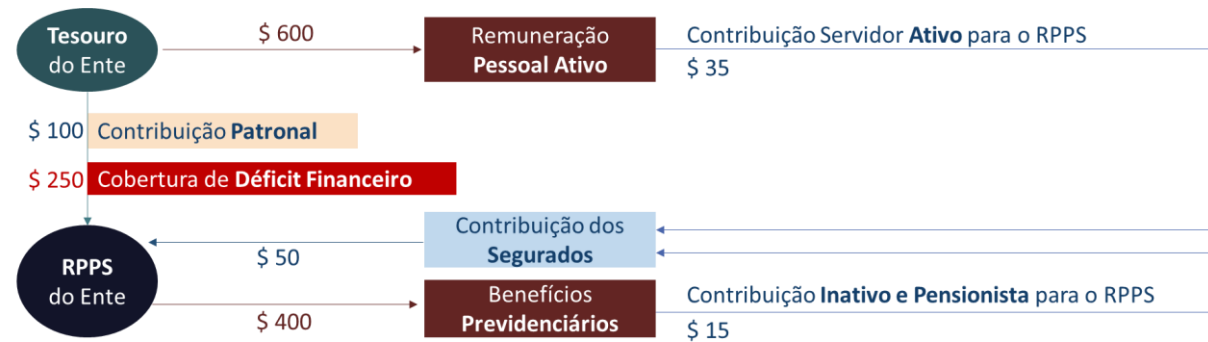 Tesouro
do Ente
$ 600
Remuneração
Pessoal Ativo
Contribuição Servidor Ativo para o RPPS
$ 35
$ 100 Contribuição Patronal
$ 250 Cobertura de Déficit Financeiro
RPPS
do Ente
$ 50
Contribuição dos
Segurados
$ 400
Benefícios
Previdenciários
Contribuição Inativo e Pensionista para o RPPS
$ 15